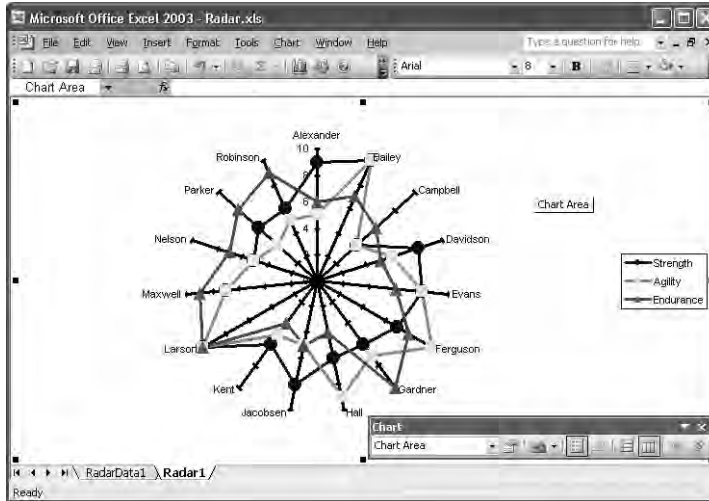 Microsoft Office Excel 2003 - Radar.xls
File Edit View Insert Format Tools Chart Window Help
Type a question for help
Arial 8 B
Chart Area fx
Alexander
10
Robinson
Bailey
8
Parker
Campbell
6
4
Chart Area
Nelson
Davidson
Strength
Agility
Endurance
Maxwell
Evans
Larson
Ferguson
Kent
Gardner
Jacobsen
Hall
Chart
Chart Area
RadarData1 Radar1
Ready